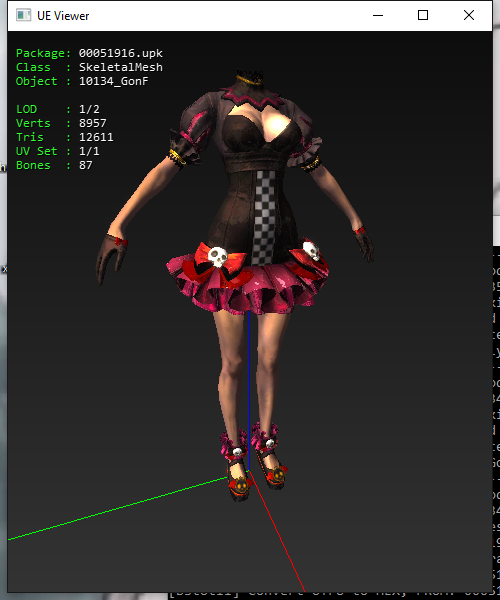 UE Viewer
Package: 00051916.upk
Class : SkeletalMesh
Object : 10134_GonF
LOD : 1/2
Verts : 8957
Tris : 12611
UV Set : 1/1
Bones : 87